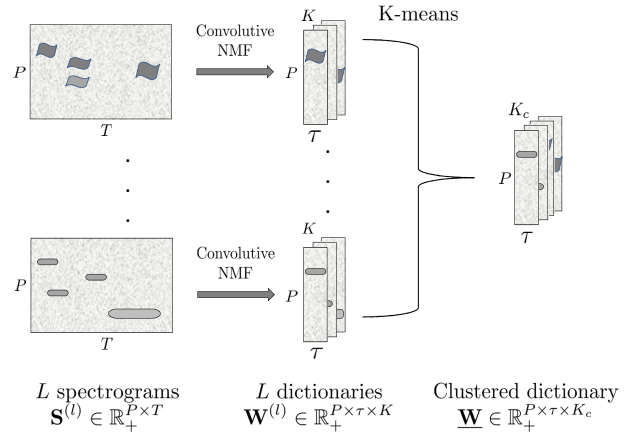 K-means
Convolutive
NMF
K
P
P
T
τ
K_c
P
τ
Convolutive
NMF
K
P
P
T
τ
L spectrograms
S^{(l)} ∈ ℝ_+^{P×T}
L dictionaries
W^{(l)} ∈ ℝ_+^{P×τ×K}
Clustered dictionary
W ∈ ℝ_+^{P×τ×K_c}